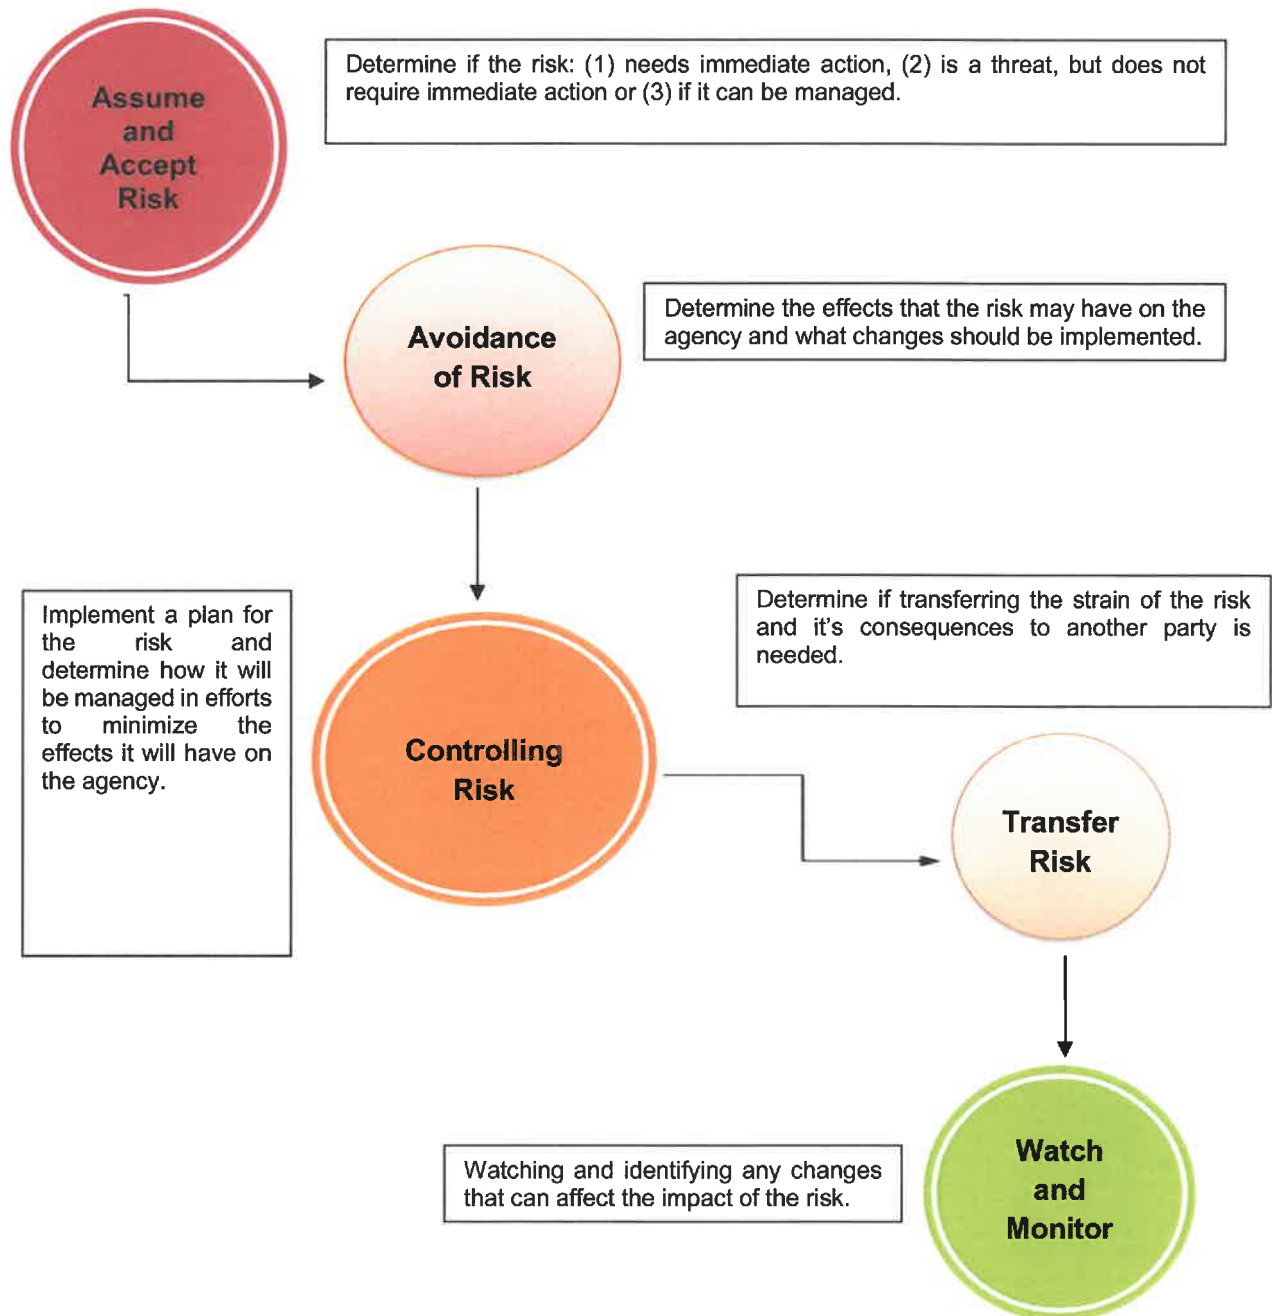 Assume
and
Accept
Risk
Determine if the risk: (1) needs immediate action, (2) is a threat, but does not
require immediate action or (3) if it can be managed.
Avoidance
of Risk
Determine the effects that the risk may have on the
agency and what changes should be implemented.
Implement a plan for
the risk and
determine how it will
be managed in efforts
to minimize the
effects it will have on
the agency.
Controlling
Risk
Determine if transferring the strain of the risk
and it's consequences to another party is
needed.
Transfer
Risk
Watching and identifying any changes
that can affect the impact of the risk.
Watch
and
Monitor